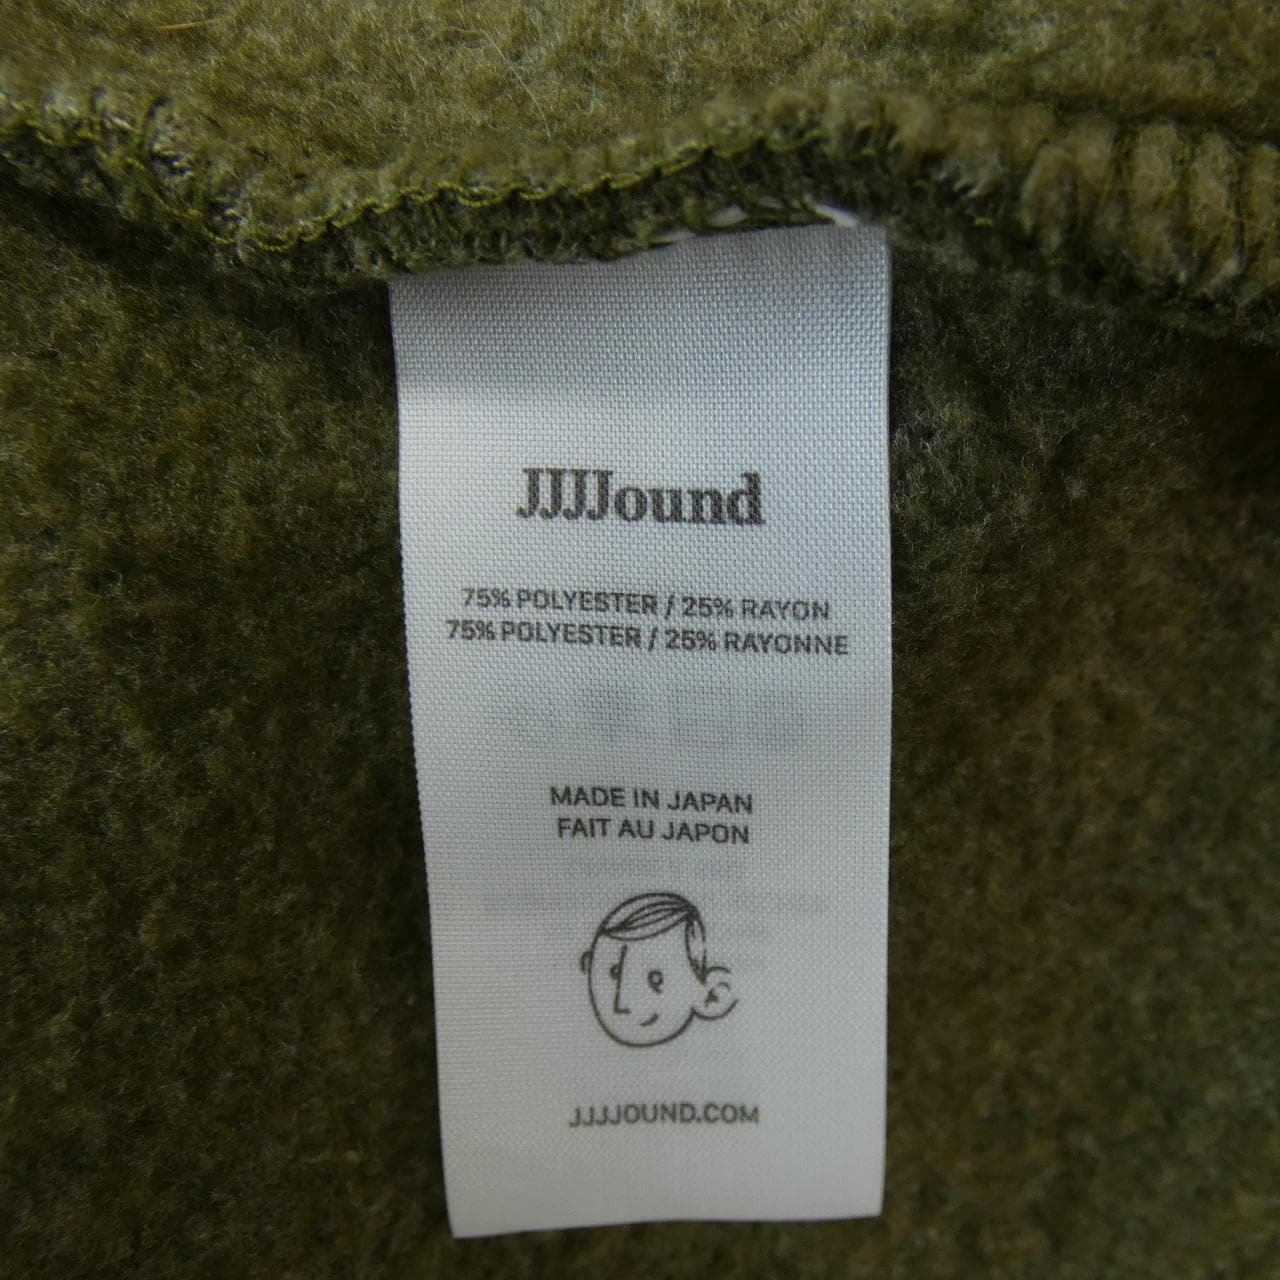 JJJJound
75% POLYESTER / 25% RAYON
75% POLYESTER / 25% RAYONNE
MADE IN JAPAN
FAIT AU JAPON
JJJJOUND.COM